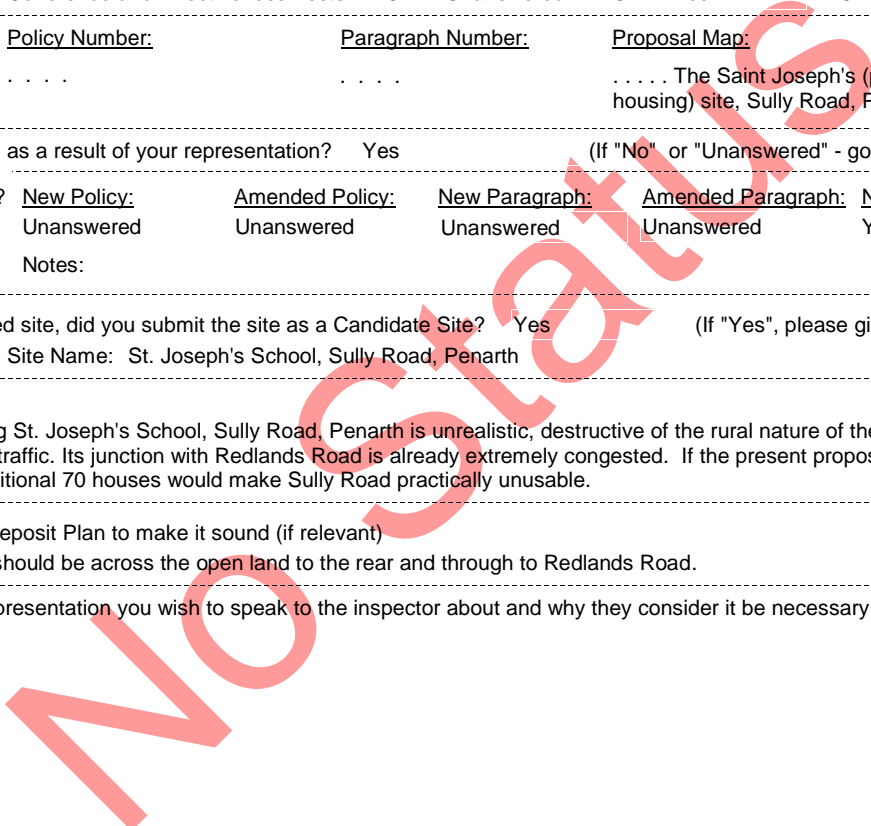 Policy Number: Paragraph Number: Proposal Map:
. . . . . . . . . . . . . The Saint Joseph's
housing) site, Sully Road,
as a result of your representation? Yes (If "No" or "Unanswered" - go
? New Policy: Amended Policy: New Paragraph: Amended Paragraph:
Unanswered Unanswered Unanswered Unanswered
Notes:
ed site, did you submit the site as a Candidate Site? Yes (If "Yes", please gi
Site Name: St. Joseph's School, Sully Road, Penarth
g St. Joseph's School, Sully Road, Penarth is unrealistic, destructive of the rural nature of the
traffic. Its junction with Redlands Road is already extremely congested. If the present propos
itional 70 houses would make Sully Road practically unusable.
eposit Plan to make it sound (if relevant)
should be across the open land to the rear and through to Redlands Road.
presentation you wish to speak to the inspector about and why they consider it be necessary
No Status